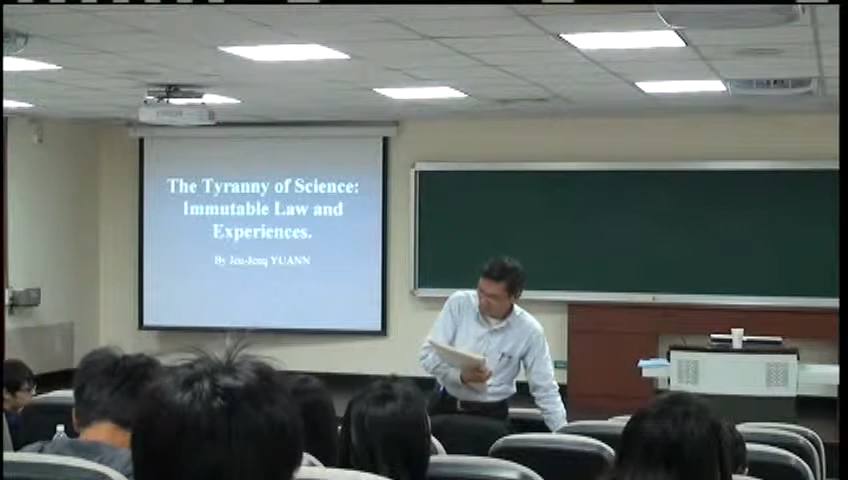 The Tyranny of Science:
Immutable Law and
Experiences.
By Jeu-Jenq YUANN